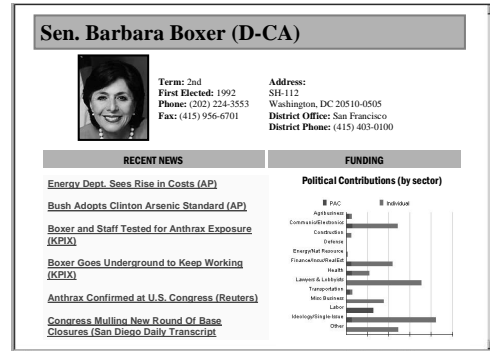 Sen. Barbara Boxer (D-CA)
Term: 2nd
First Elected: 1992
Phone: (202) 224-3553
Fax: (415) 956-6701
Address:
SH-112
Washington, DC 20510-0505
District Office: San Francisco
District Phone: (415) 403-0100
RECENT NEWS
Energy Dept. Sees Rise in Costs (AP)
Bush Adopts Clinton Arsenic Standard (AP)
Boxer and Staff Tested for Anthrax Exposure
(KPIX)
Boxer Goes Underground to Keep Working
(KPIX)
Anthrax Confirmed at U.S. Congress (Reuters)
Congress Mulling New Round Of Base
Closures (San Diego Daily Transcript
FUNDING
Political Contributions (by sector)
PAC Individual
Agribusiness
Communic/Electronics
Construction
Defense
Energy/Nat Resource
Finance/Insur/RealEst
Health
Lawyers & Lobbyists
Transportation
Misc Business
Labor
Ideology/Single-Issue
Other